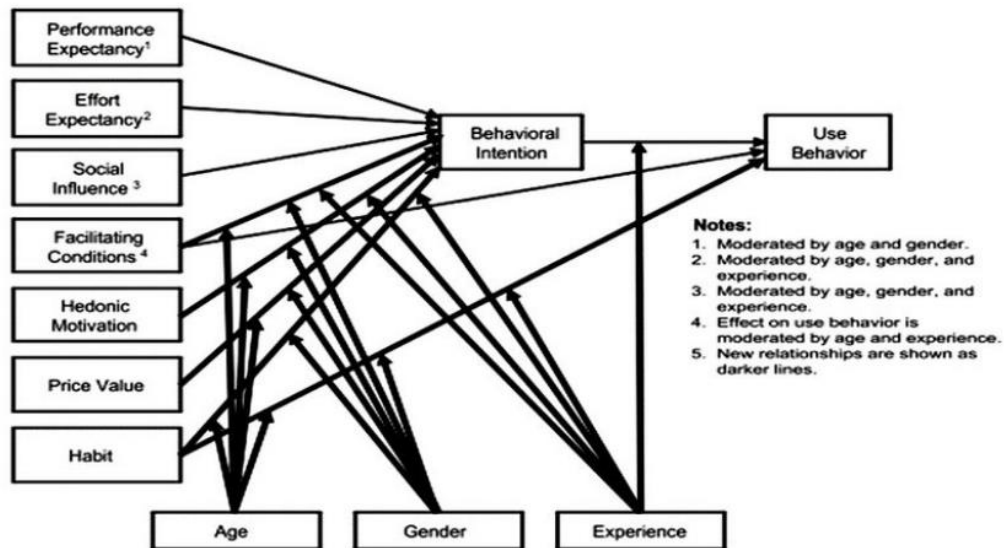 Performance
Expectancy¹
Effort
Expectancy²
Social
Influence ³
Facilitating
Conditions ⁴
Hedonic
Motivation
Price Value
Habit
Behavioral
Intention
Use
Behavior
Notes:
1. Moderated by age and gender.
2. Moderated by age, gender, and
experience.
3. Moderated by age, gender, and
experience.
4. Effect on use behavior is
moderated by age and experience.
5. New relationships are shown as
darker lines.
Age
Gender
Experience